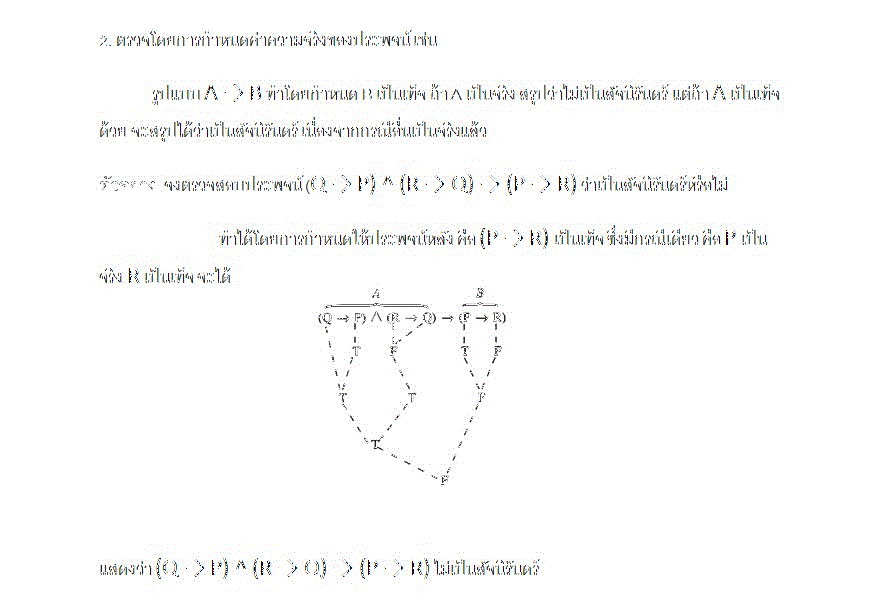 2. ตรวจโดยการกำหนดค่าความจริงของประพจน์ เช่น
รูปแบบ A -> B ทำโดยกำหนด B เป็นเท็จ ถ้า A เป็นจริง สรุปว่าไม่เป็นสัจนิรันดร์ แต่ถ้า A เป็นเท็จ
ด้วย จะสรุปได้ว่าเป็นสัจนิรันดร์ เนื่องจากกรณีอื่นเป็นจริงแล้ว
ตัวอย่าง จงตรวจสอบประพจน์ (Q -> P) ^ (R -> Q) -> (P -> R) ว่าเป็นสัจนิรันดร์หรือไม่
ทำได้โดยการกำหนดให้ประพจน์หลัง คือ (P -> R) เป็นเท็จ ซึ่งมีกรณีเดียว คือ P เป็น
จริง R เป็นเท็จ จะได้
A B
(Q → P) ∧ (R → Q) → (P → R)
T F T F
T T F
T
F
แสดงว่า (Q -> P) ^ (R -> Q) -> (P -> R) ไม่เป็นสัจนิรันดร์